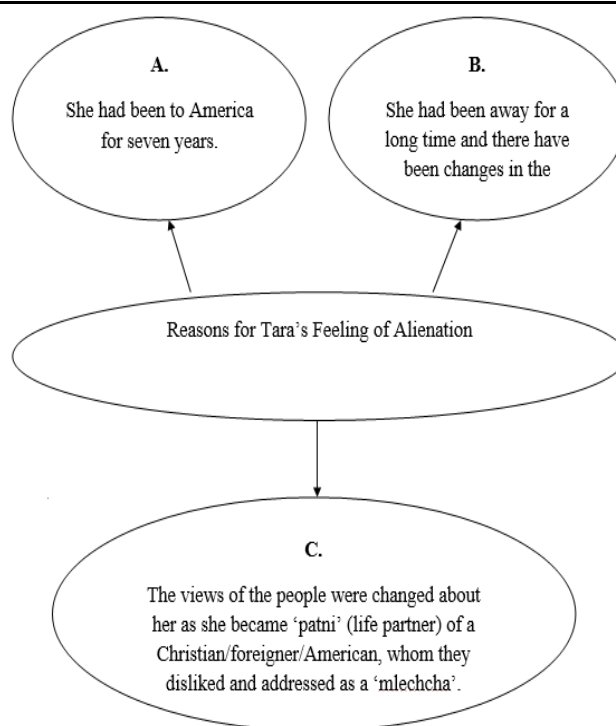 A.
She had been to America
for seven years.
B.
She had been away for a
long time and there have
been changes in the
Reasons for Tara’s Feeling of Alienation
C.
The views of the people were changed about
her as she became ‘patni’ (life partner) of a
Christian/foreigner/American, whom they
disliked and addressed as a ‘mlechcha’.